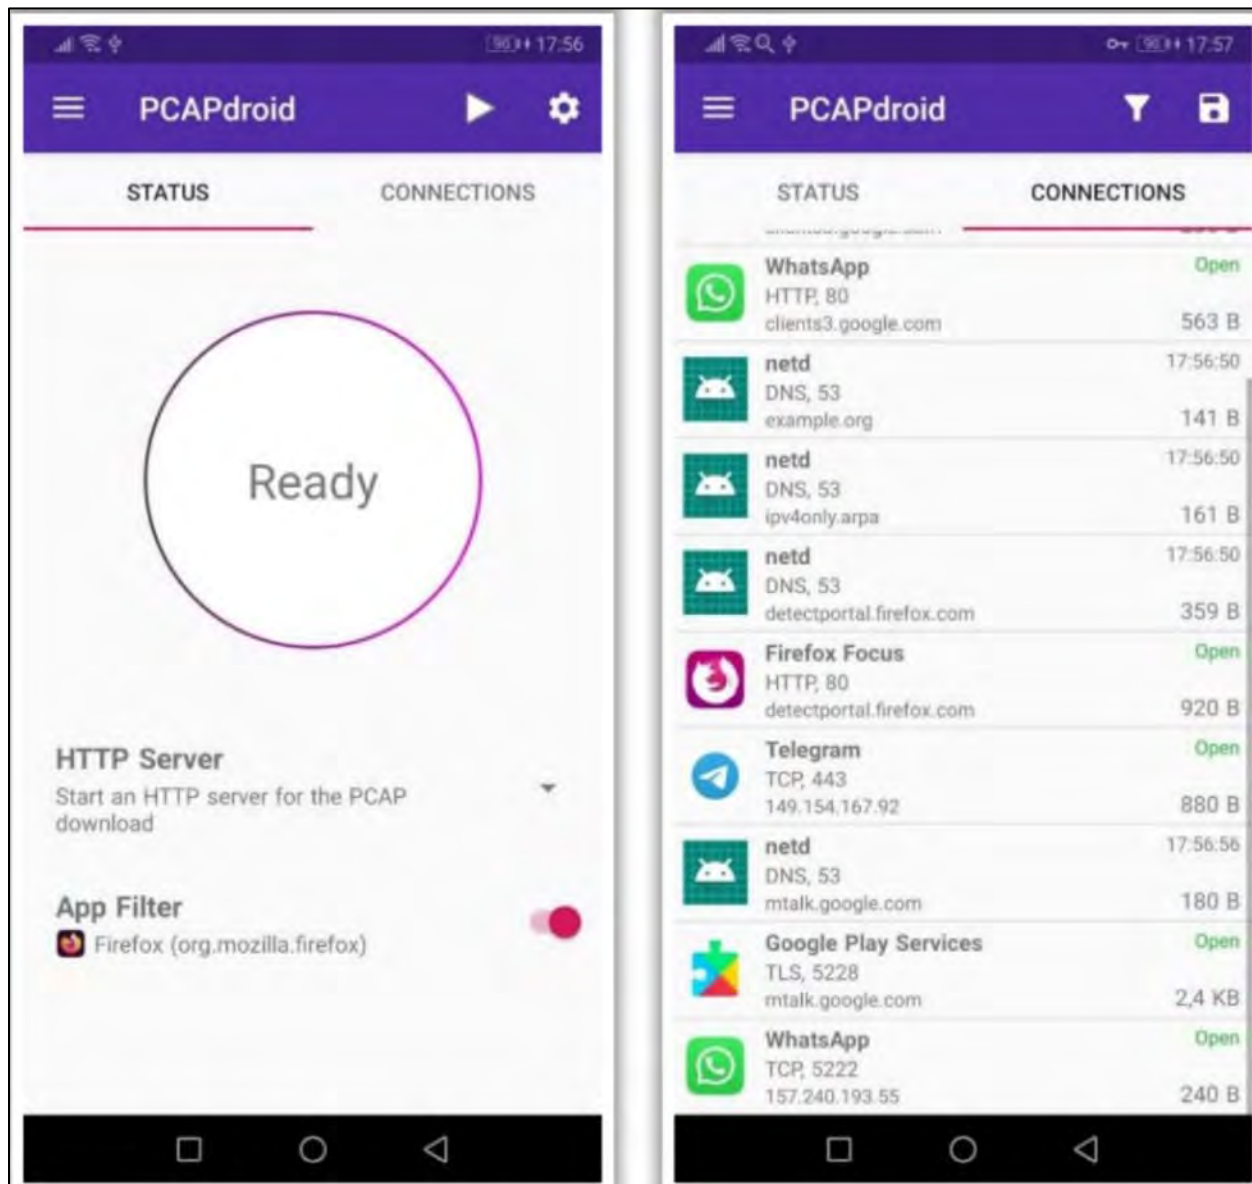 17:56
PCAPdroid
STATUS CONNECTIONS
Ready
HTTP Server
Start an HTTP server for the PCAP
download
App Filter
Firefox (org.mozilla.firefox)
17:57
PCAPdroid
STATUS CONNECTIONS
WhatsApp Open
HTTP, 80
clients3.google.com 563 B
netd 17:56:50
DNS, 53
example.org 141 B
netd 17:56:50
DNS, 53
ipv4only.arpa 161 B
netd 17:56:50
DNS, 53
detectportal.firefox.com 359 B
Firefox Focus Open
HTTP, 80
detectportal.firefox.com 920 B
Telegram Open
TCP, 443
149.154.167.92 880 B
netd 17:56:56
DNS, 53
mtalk.google.com 180 B
Google Play Services Open
TLS, 5228
mtalk.google.com 2,4 KB
WhatsApp Open
TCP, 5222
157.240.193.55 240 B